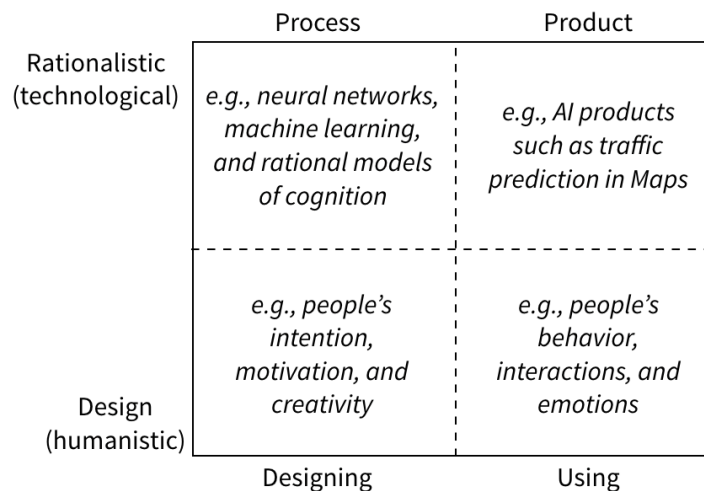 Process
Product
Rationalistic
(technological)
e.g., neural networks,
machine learning,
and rational models
of cognition
e.g., AI products
such as traffic
prediction in Maps
Design
(humanistic)
e.g., people’s
intention,
motivation, and
creativity
e.g., people’s
behavior,
interactions, and
emotions
Designing
Using